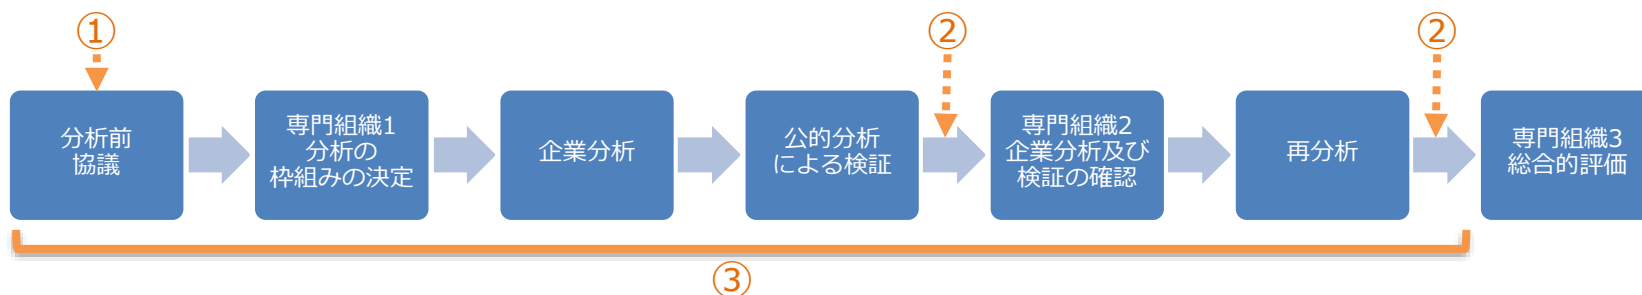 ①
②
②
分析前
協議
専門組織1
分析の
枠組みの決定
企業分析
公的分析
による検証
専門組織2
企業分析及び
検証の確認
再分析
専門組織3
総合的評価
③